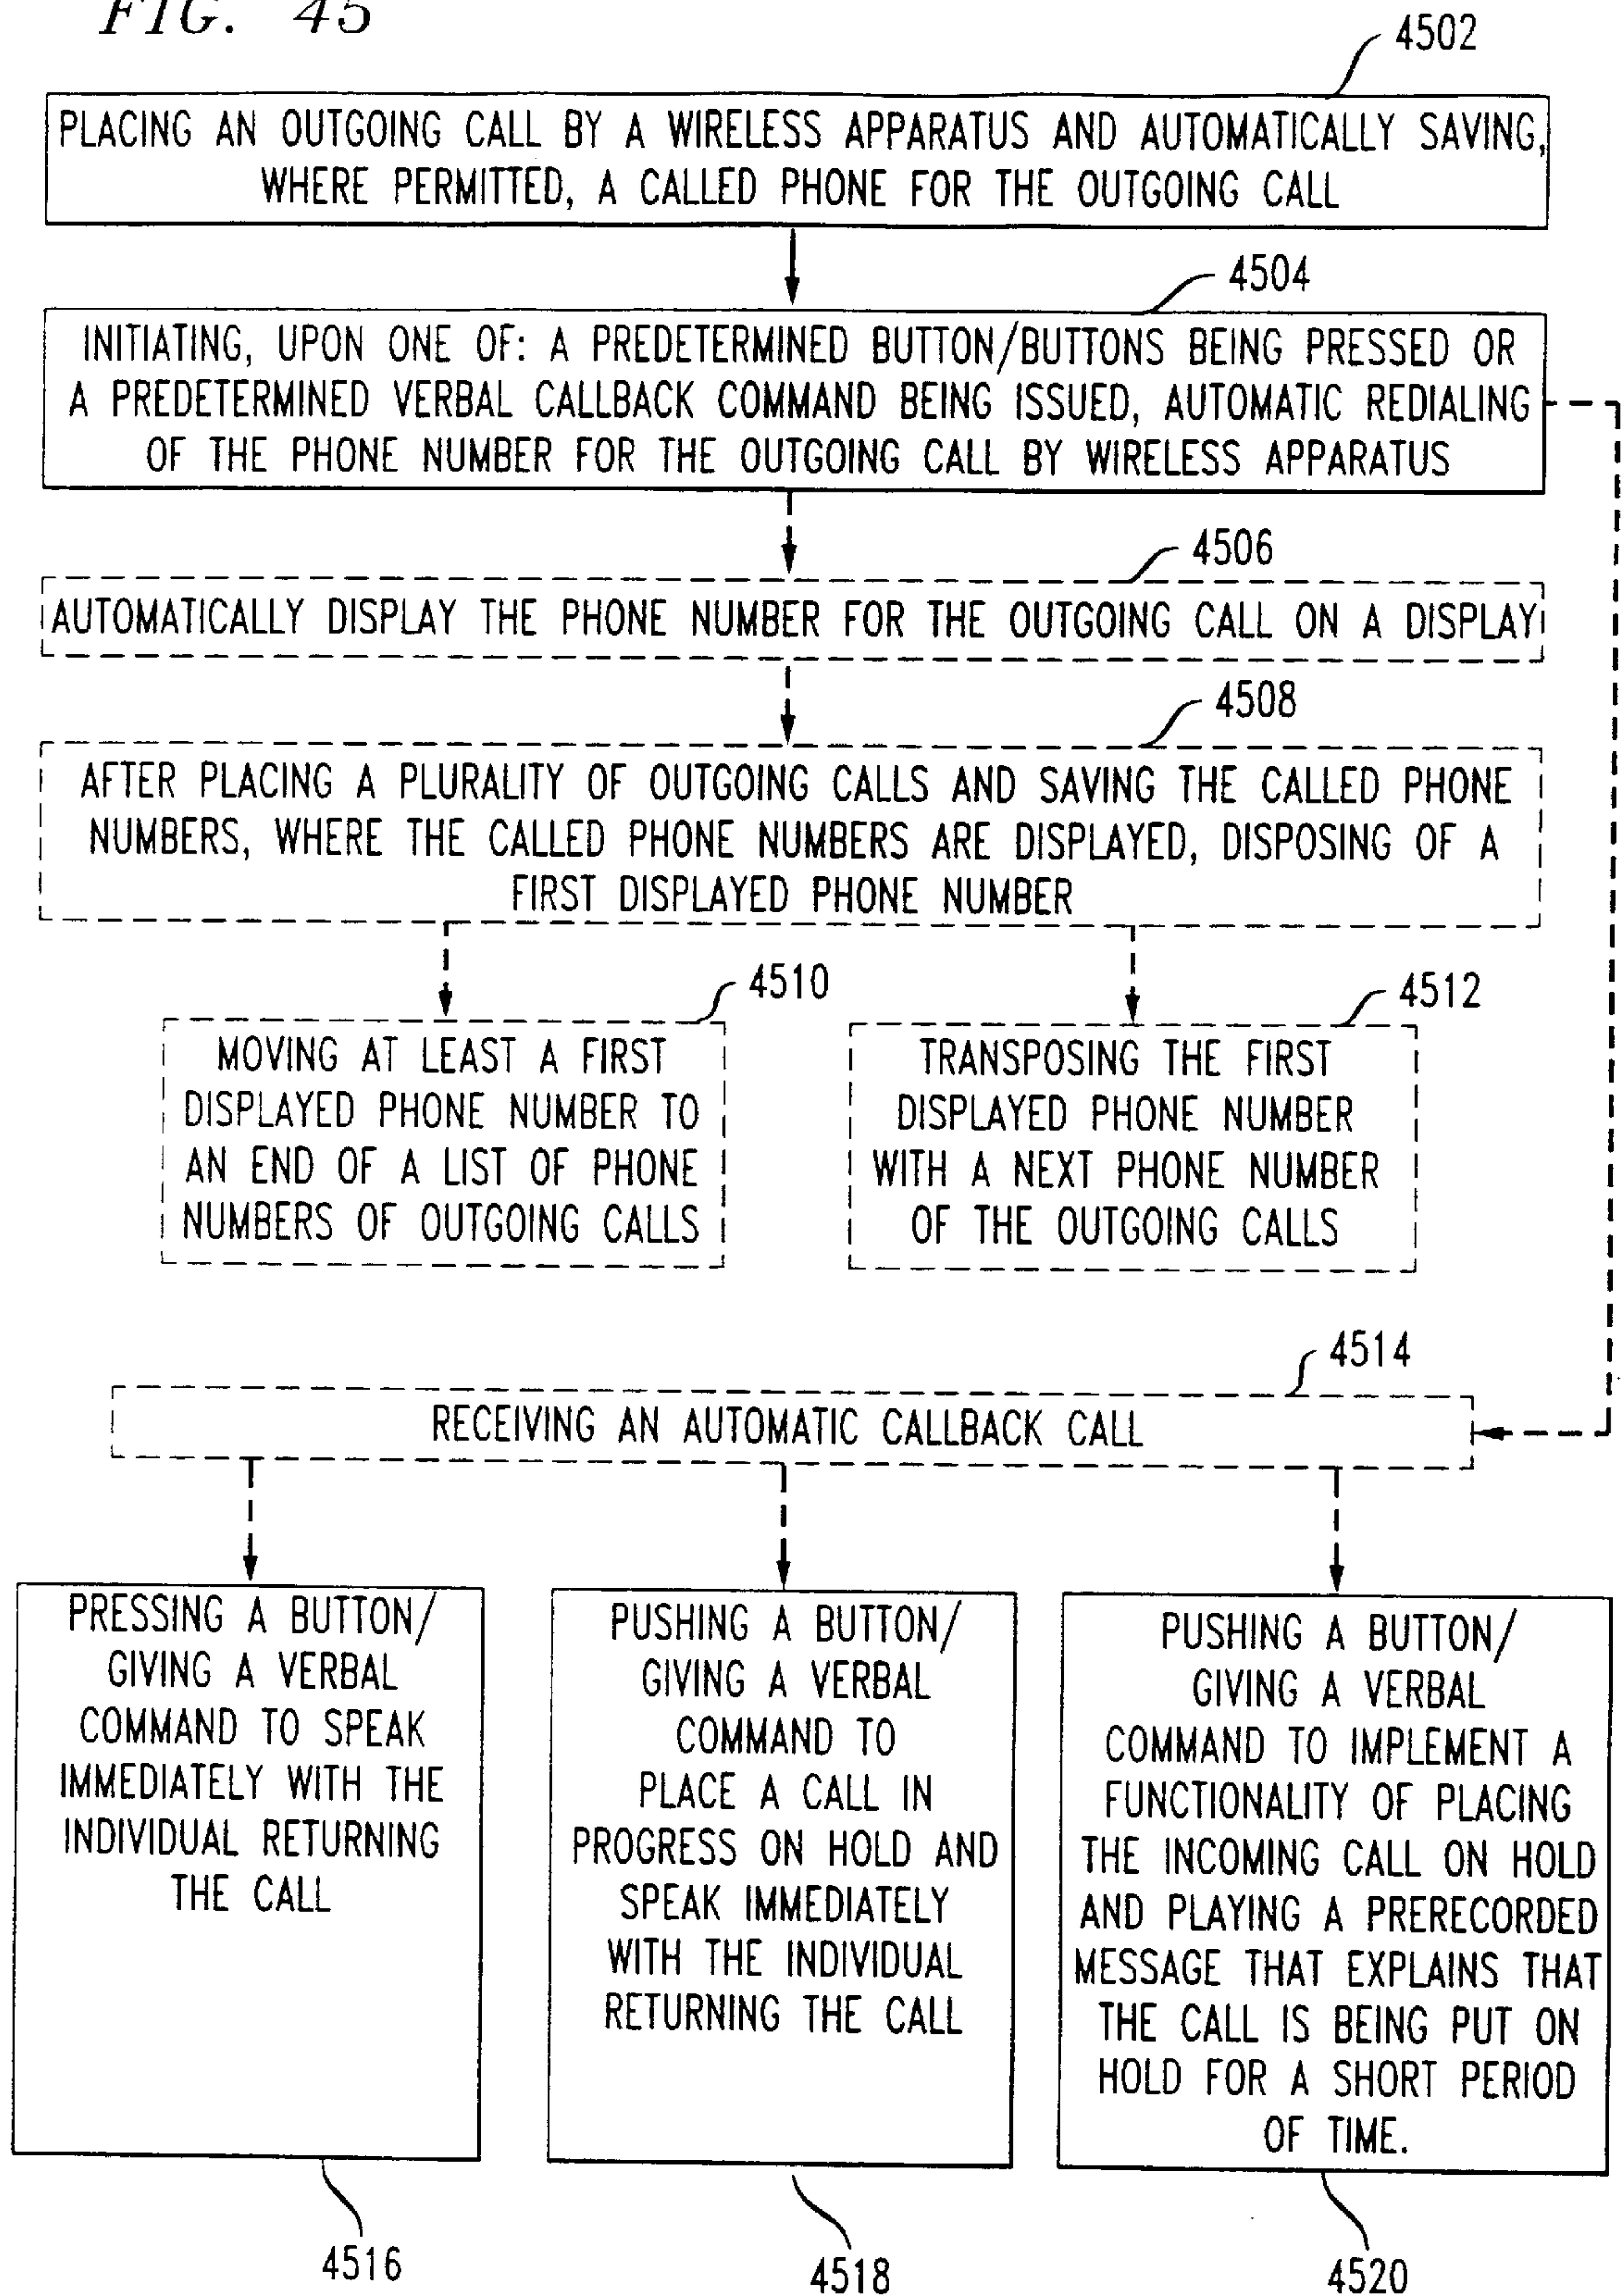 FIG. 45
4502
PLACING AN OUTGOING CALL BY A WIRELESS APPARATUS AND AUTOMATICALLY SAVING,
WHERE PERMITTED, A CALLED PHONE FOR THE OUTGOING CALL
4504
INITIATING, UPON ONE OF: A PREDETERMINED BUTTON/BUTTONS BEING PRESSED OR
A PREDETERMINED VERBAL CALLBACK COMMAND BEING ISSUED, AUTOMATIC REDIALING
OF THE PHONE NUMBER FOR THE OUTGOING CALL BY WIRELESS APPARATUS
4506
AUTOMATICALLY DISPLAY THE PHONE NUMBER FOR THE OUTGOING CALL ON A DISPLAY
4508
AFTER PLACING A PLURALITY OF OUTGOING CALLS AND SAVING THE CALLED PHONE
NUMBERS, WHERE THE CALLED PHONE NUMBERS ARE DISPLAYED, DISPOSING OF A
FIRST DISPLAYED PHONE NUMBER
4510
MOVING AT LEAST A FIRST
DISPLAYED PHONE NUMBER TO
AN END OF A LIST OF PHONE
NUMBERS OF OUTGOING CALLS
4512
TRANSPOSING THE FIRST
DISPLAYED PHONE NUMBER
WITH A NEXT PHONE NUMBER
OF THE OUTGOING CALLS
4514
RECEIVING AN AUTOMATIC CALLBACK CALL
PRESSING A BUTTON/
GIVING A VERBAL
COMMAND TO SPEAK
IMMEDIATELY WITH THE
INDIVIDUAL RETURNING
THE CALL
4516
PUSHING A BUTTON/
GIVING A VERBAL
COMMAND TO
PLACE A CALL IN
PROGRESS ON HOLD AND
SPEAK IMMEDIATELY
WITH THE INDIVIDUAL
RETURNING THE CALL
4518
PUSHING A BUTTON/
GIVING A VERBAL
COMMAND TO IMPLEMENT A
FUNCTIONALITY OF PLACING
THE INCOMING CALL ON HOLD
AND PLAYING A PRERECORDED
MESSAGE THAT EXPLAINS THAT
THE CALL IS BEING PUT ON
HOLD FOR A SHORT PERIOD
OF TIME.
4520